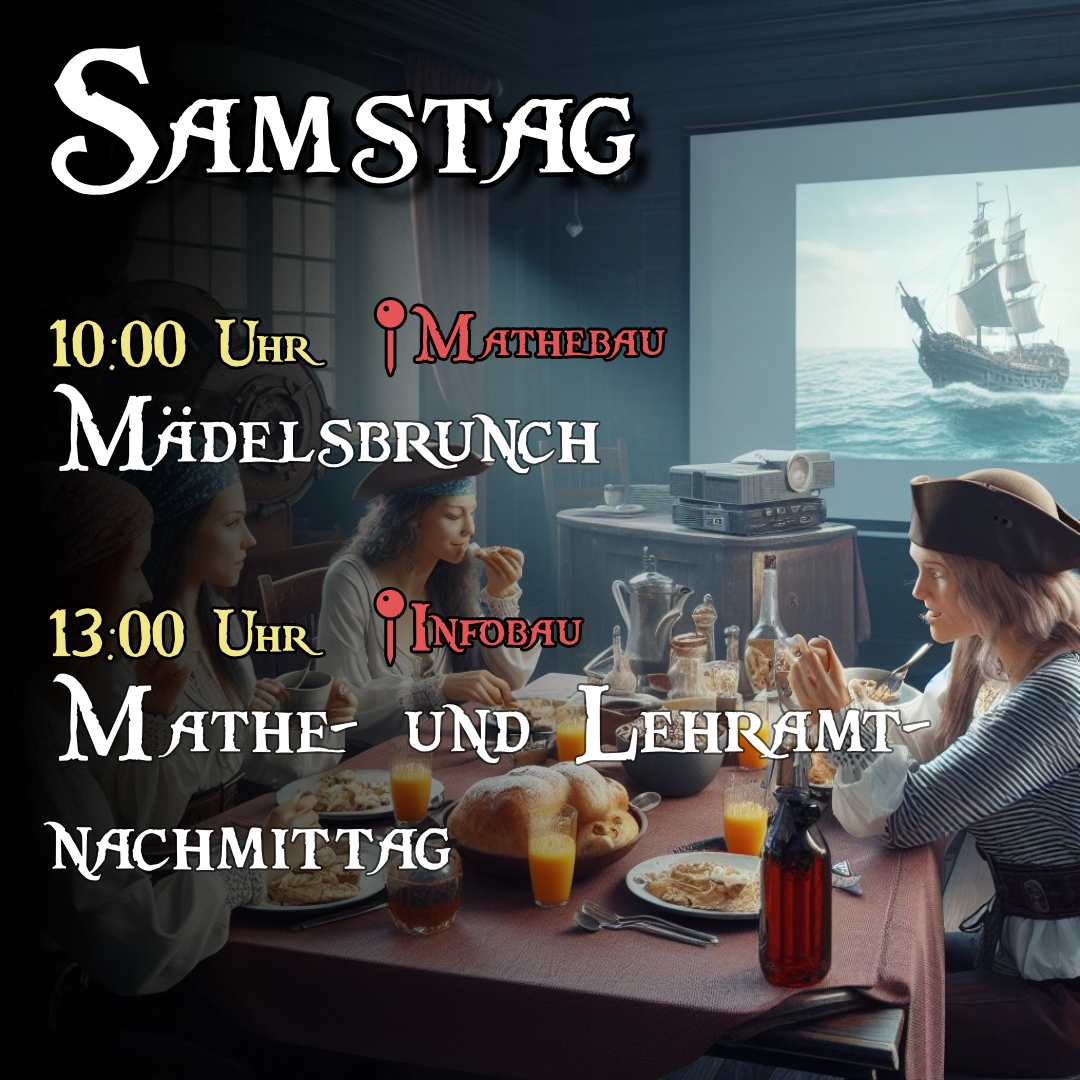 Samstag
10:00 Uhr Mathebau
Mädelsbrunch
13:00 Uhr Infobau
Mathe- und Lehramt-
nachmittag